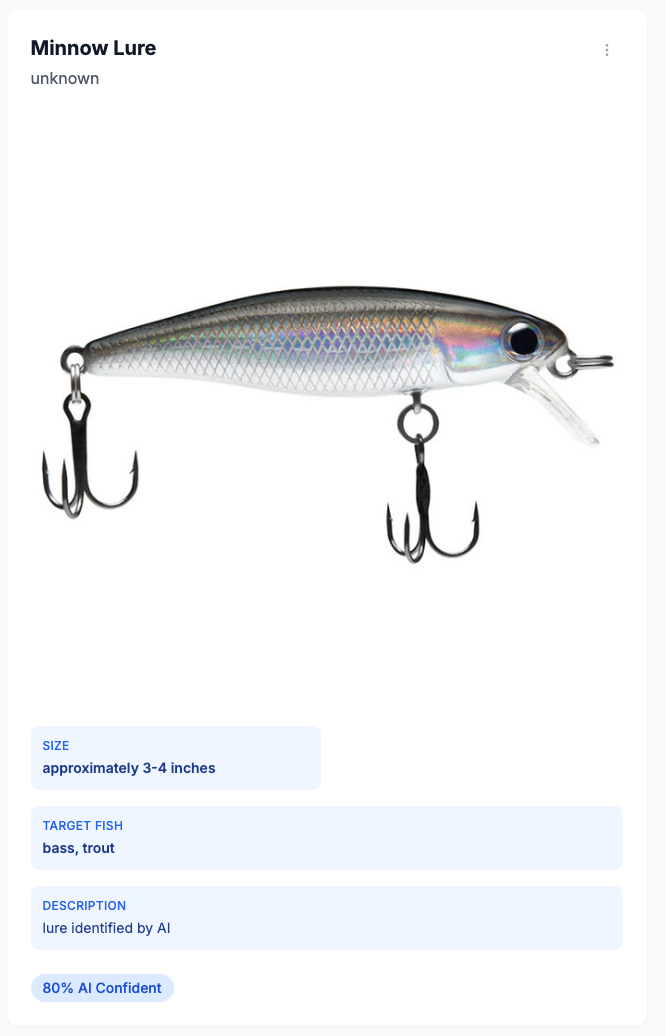 Minnow Lure
unknown
SIZE
approximately 3-4 inches
TARGET FISH
bass, trout
DESCRIPTION
lure identified by AI
80% AI Confident